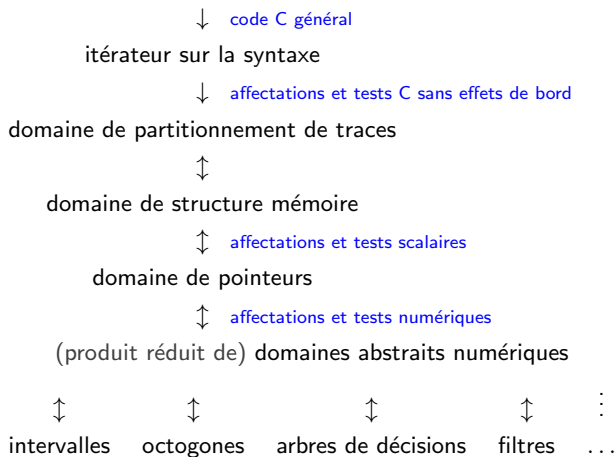 ↓ code C général
itérateur sur la syntaxe
↓ affectations et tests C sans effets de bord
domaine de partitionnement de traces
↕
domaine de structure mémoire
↕ affectations et tests scalaires
domaine de pointeurs
↕ affectations et tests numériques
(produit réduit de) domaines abstraits numériques
↕ ↕ ↕ ↕ ⋮
intervalles octogones arbres de décisions filtres ...